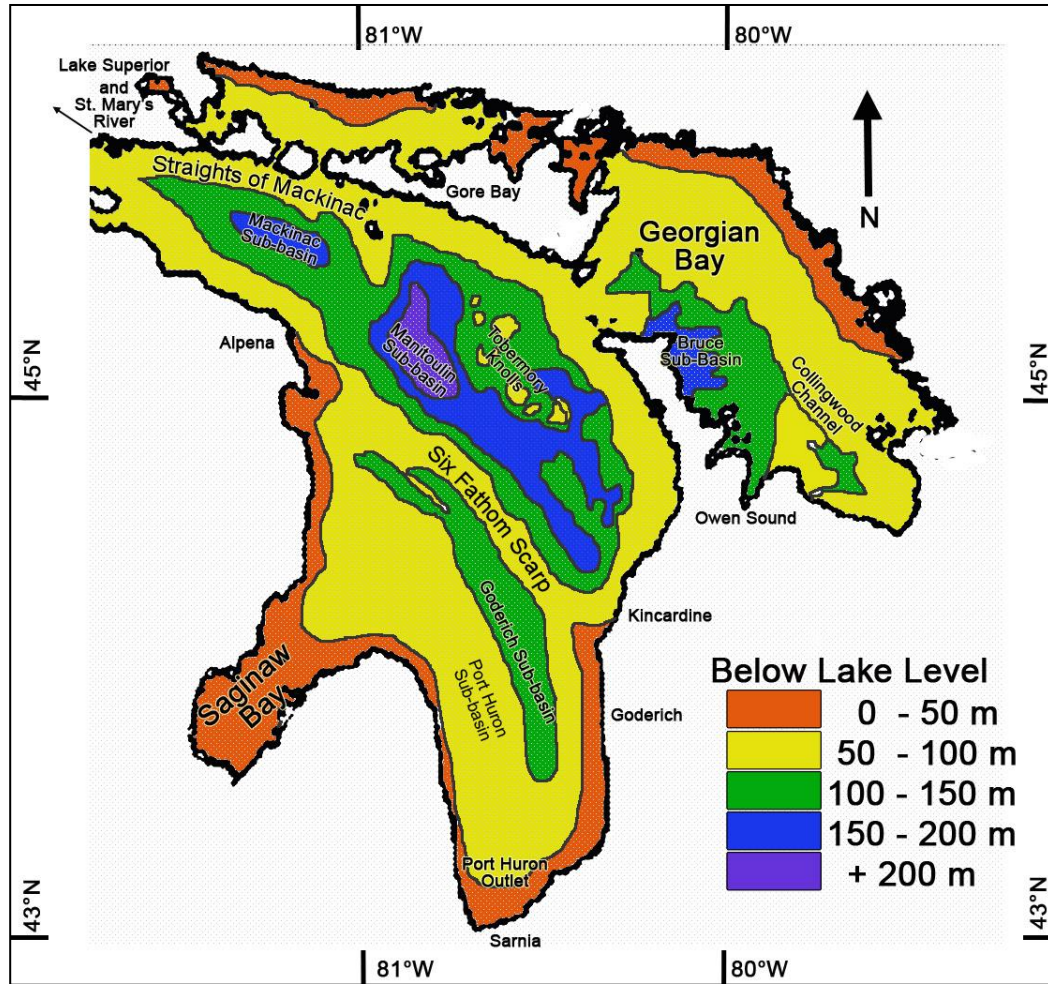 81°W
80°W
Lake Superior
and
St. Mary's
River
Straights of Mackinac
Gore Bay
N
Georgian
Bay
Mackinac
Sub-basin
Alpena
45°N
Manitoulin
Sub-basin
Tobermory
Knolls
Bruce
Sub-Basin
Collingwood
Channel
45°N
Six Fathom Scarp
Owen Sound
Kincardine
Goderich Sub-basin
Saginaw
Bay
Port Huron
Sub-basin
Goderich
Below Lake Level
0 - 50 m
50 - 100 m
100 - 150 m
150 - 200 m
+ 200 m
Port Huron
Outlet
43°N
Sarnia
43°N
81°W
80°W